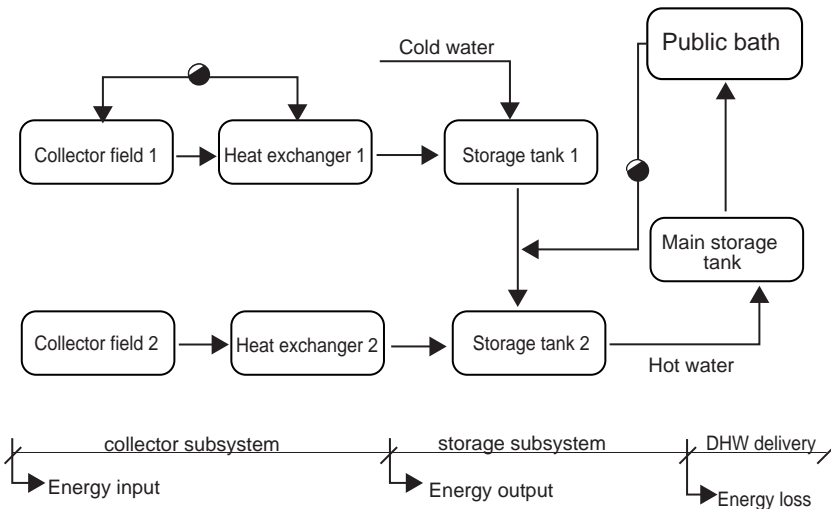 Cold water
Public bath
Collector field 1
Heat exchanger 1
Storage tank 1
Main storage
tank
Collector field 2
Heat exchanger 2
Storage tank 2
Hot water
collector subsystem
storage subsystem
DHW delivery
Energy input
Energy output
Energy loss